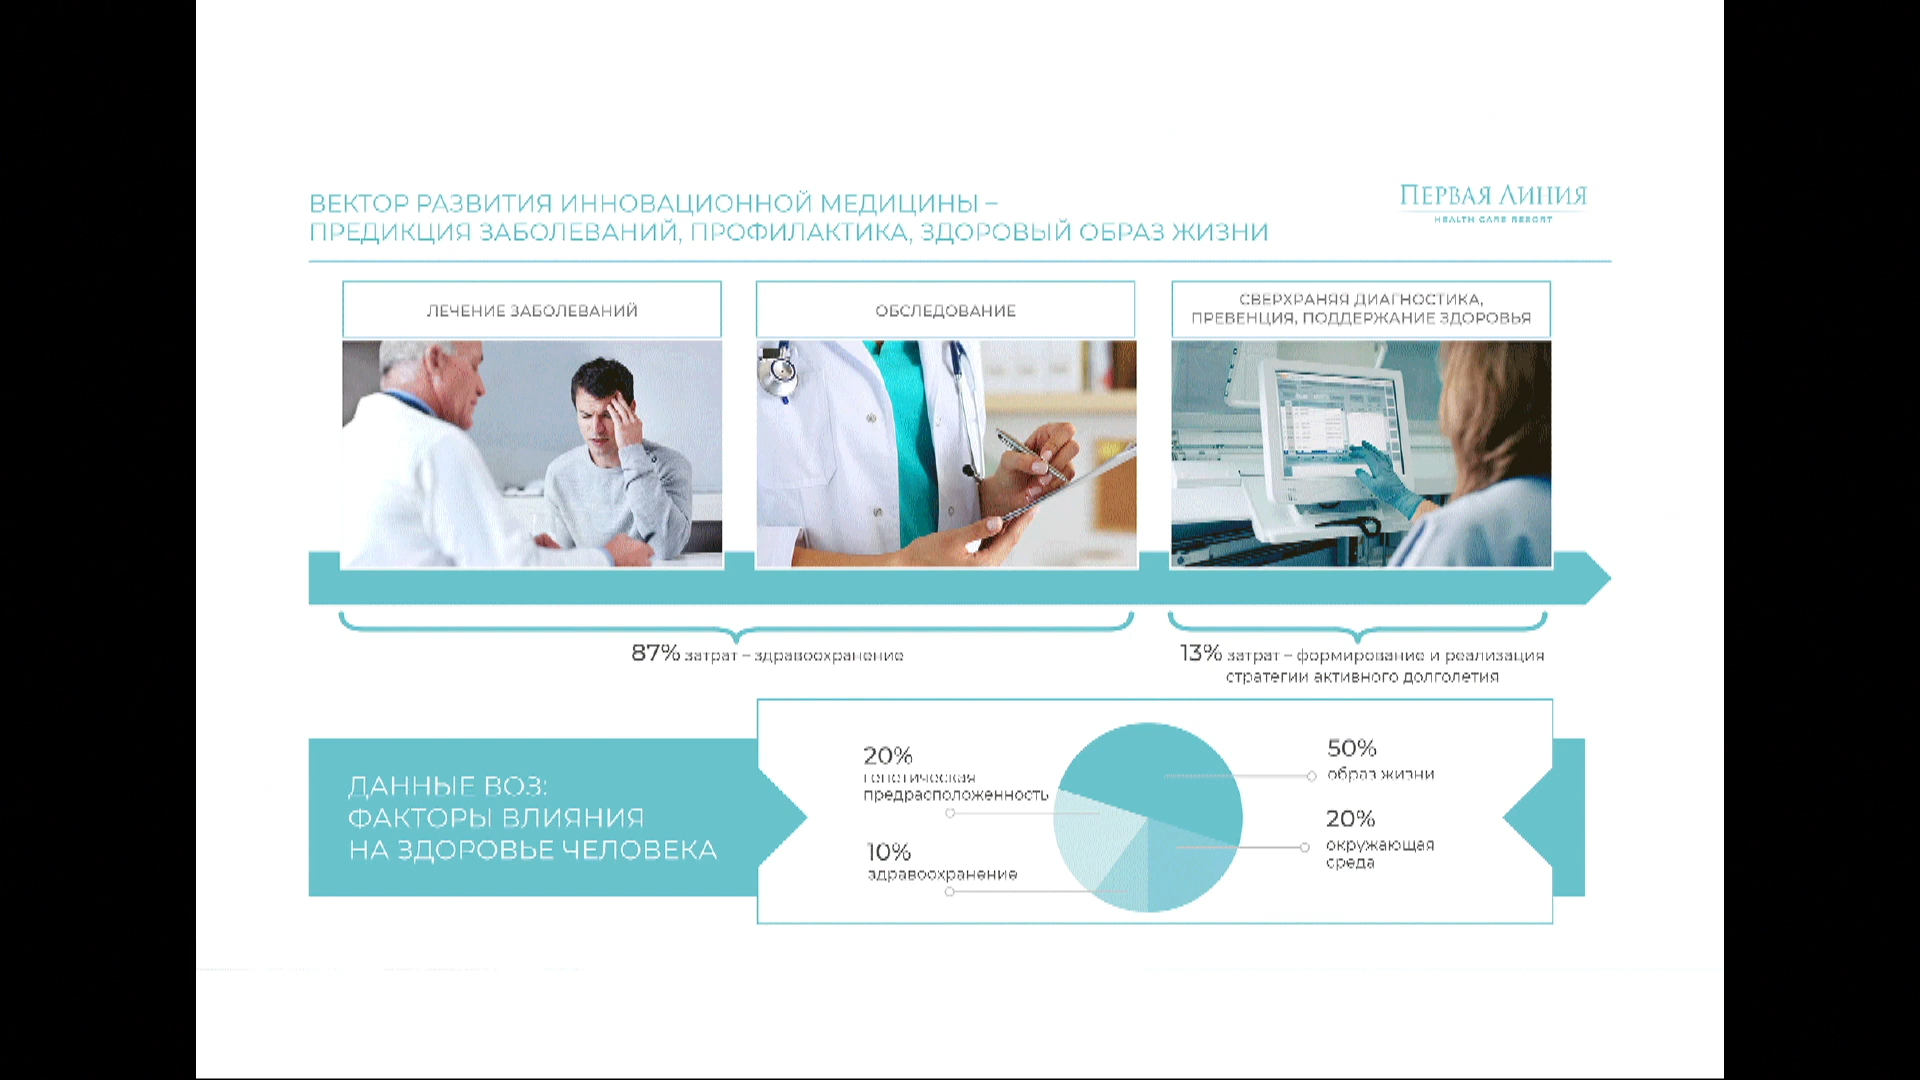 ВЕКТОР РАЗВИТИЯ ИННОВАЦИОННОЙ МЕДИЦИНЫ –
ПРЕДИКЦИЯ ЗАБОЛЕВАНИЙ, ПРОФИЛАКТИКА, ЗДОРОВЫЙ ОБРАЗ ЖИЗНИ
ПЕРВАЯ ЛИНИЯ
HEALTH CARE RESORT
ЛЕЧЕНИЕ ЗАБОЛЕВАНИЙ
ОБСЛЕДОВАНИЕ
СВЕРХРАНЯЯ ДИАГНОСТИКА,
ПРЕВЕНЦИЯ, ПОДДЕРЖАНИЕ ЗДОРОВЬЯ
87% затрат – здравоохранение
13% затрат – формирование и реализация
стратегии активного долголетия
ДАННЫЕ ВОЗ:
ФАКТОРЫ ВЛИЯНИЯ
НА ЗДОРОВЬЕ ЧЕЛОВЕКА
20%
генетическая
предрасположенность
10%
здравоохранение
50%
образ жизни
20%
окружающая
среда